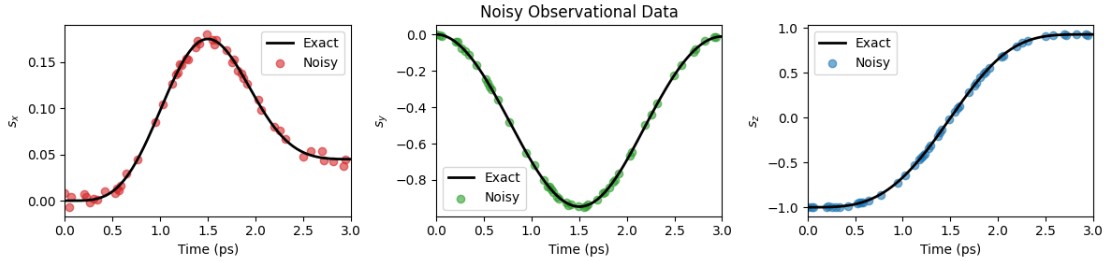 Noisy Observational Data
0.15
0.10
0.05
0.00
s_x
Exact
Noisy
0.0 0.5 1.0 1.5 2.0 2.5 3.0
Time (ps)
0.0
−0.2
−0.4
−0.6
−0.8
s_y
Exact
Noisy
0.0 0.5 1.0 1.5 2.0 2.5 3.0
Time (ps)
1.0
0.5
0.0
−0.5
−1.0
s_z
Exact
Noisy
0.0 0.5 1.0 1.5 2.0 2.5 3.0
Time (ps)